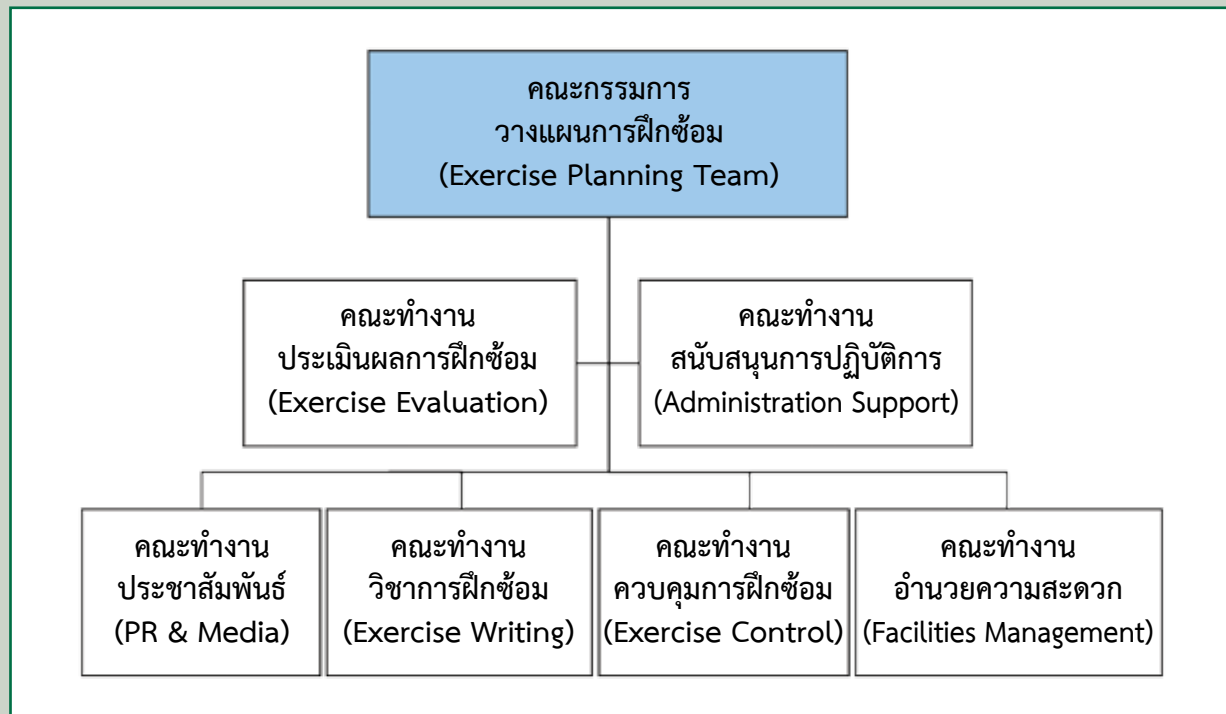 คณะกรรมการ
วางแผนการฝึกซ้อม
(Exercise Planning Team)
คณะทำงาน
ประเมินผลการฝึกซ้อม
(Exercise Evaluation)
คณะทำงาน
สนับสนุนการปฏิบัติการ
(Administration Support)
คณะทำงาน
ประชาสัมพันธ์
(PR & Media)
คณะทำงาน
วิชาการฝึกซ้อม
(Exercise Writing)
คณะทำงาน
ควบคุมการฝึกซ้อม
(Exercise Control)
คณะทำงาน
อำนวยความสะดวก
(Facilities Management)